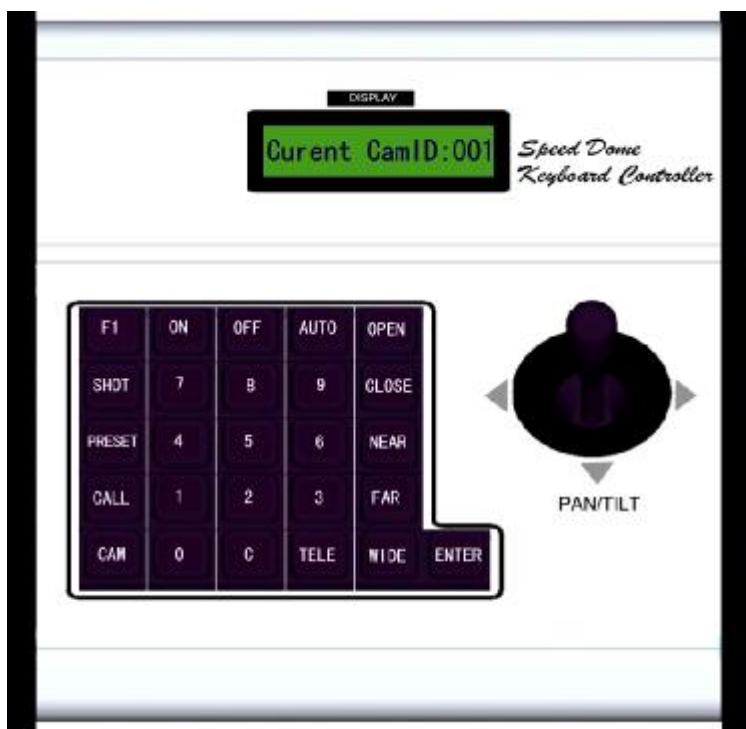 DISPLAY
Curent CamID:001
Speed Dome
Keyboard Controller
F1 ON OFF AUTO OPEN
SHOT 7 8 9 CLOSE
PRESET 4 5 6 NEAR
CALL 1 2 3 FAR
CAM 0 C TELE WIDE ENTER
PAN/TILT